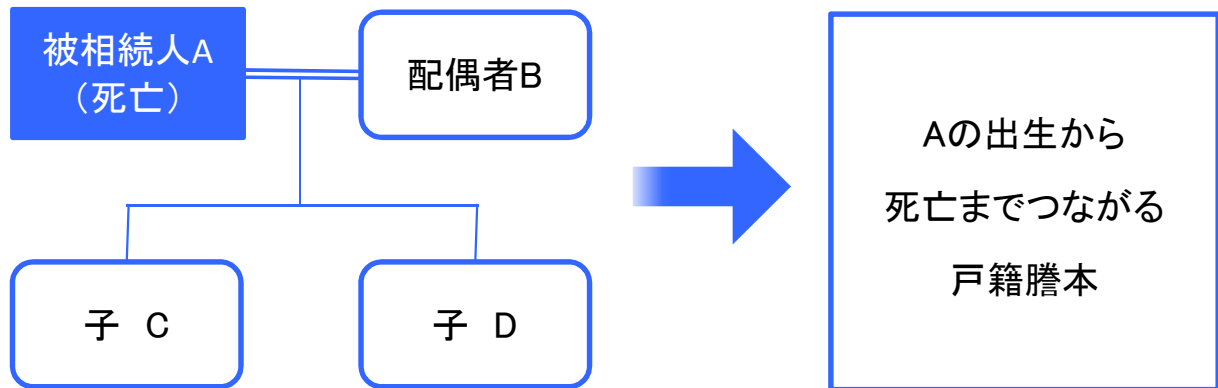 被相続人A
（死亡）
配偶者B
子　C
子　D
Aの出生から
死亡までつながる
戸籍謄本